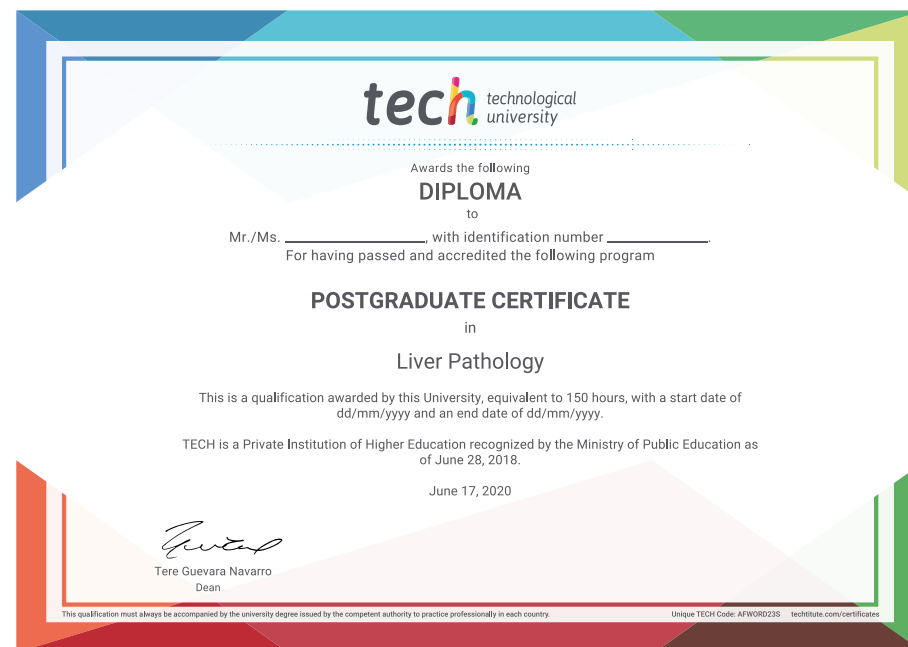 tech technological
university
Awards the following
DIPLOMA
to
Mr./Ms. ____________________, with identification number ______________.
For having passed and accredited the following program
POSTGRADUATE CERTIFICATE
in
Liver Pathology
This is a qualification awarded by this University, equivalent to 150 hours, with a start date of
dd/mm/yyyy and an end date of dd/mm/yyyy.
TECH is a Private Institution of Higher Education recognized by the Ministry of Public Education as
of June 28, 2018.
June 17, 2020
Tere Guevara Navarro
Dean
This qualification must always be accompanied by the university degree issued by the competent authority to practice professionally in each country. Unique TECH Code: AFWORD23S techtitute.com/certificates